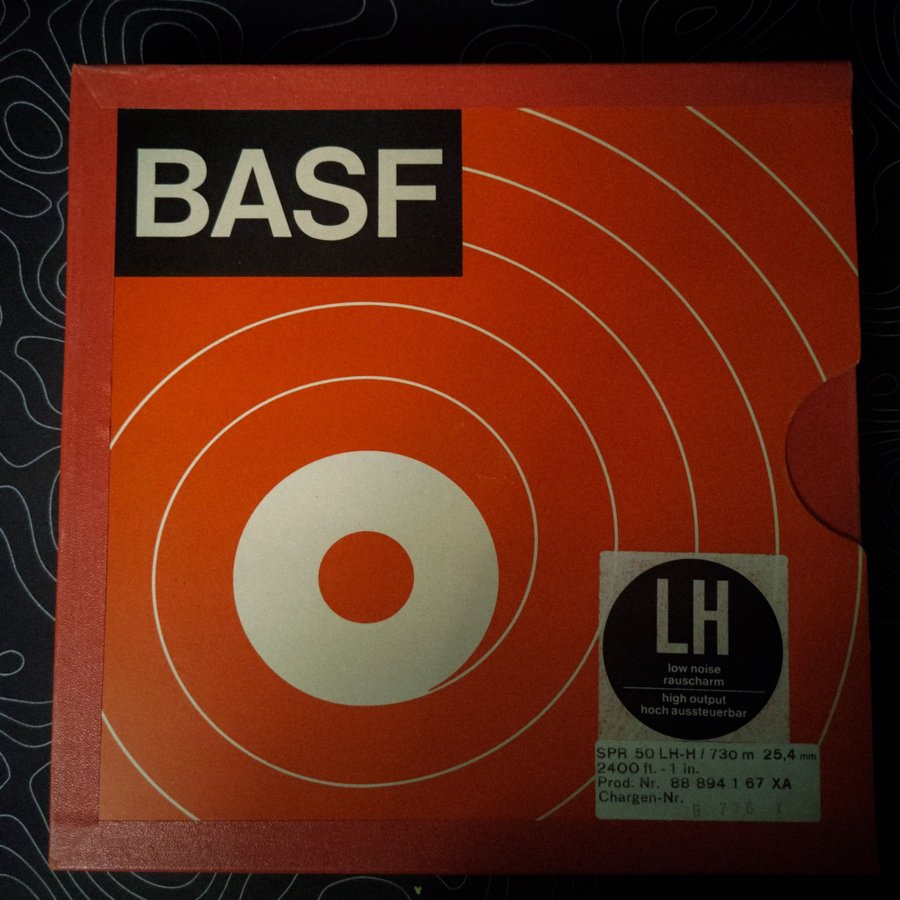 BASF
LH
low noise
rauscharm
high output
hoch aussteuerbar
SPR 50 LH-H / 730 m 25,4 mm
2400 ft. - 1 in.
Prod. Nr. 88 894 1 67 XA
Chargen-Nr.